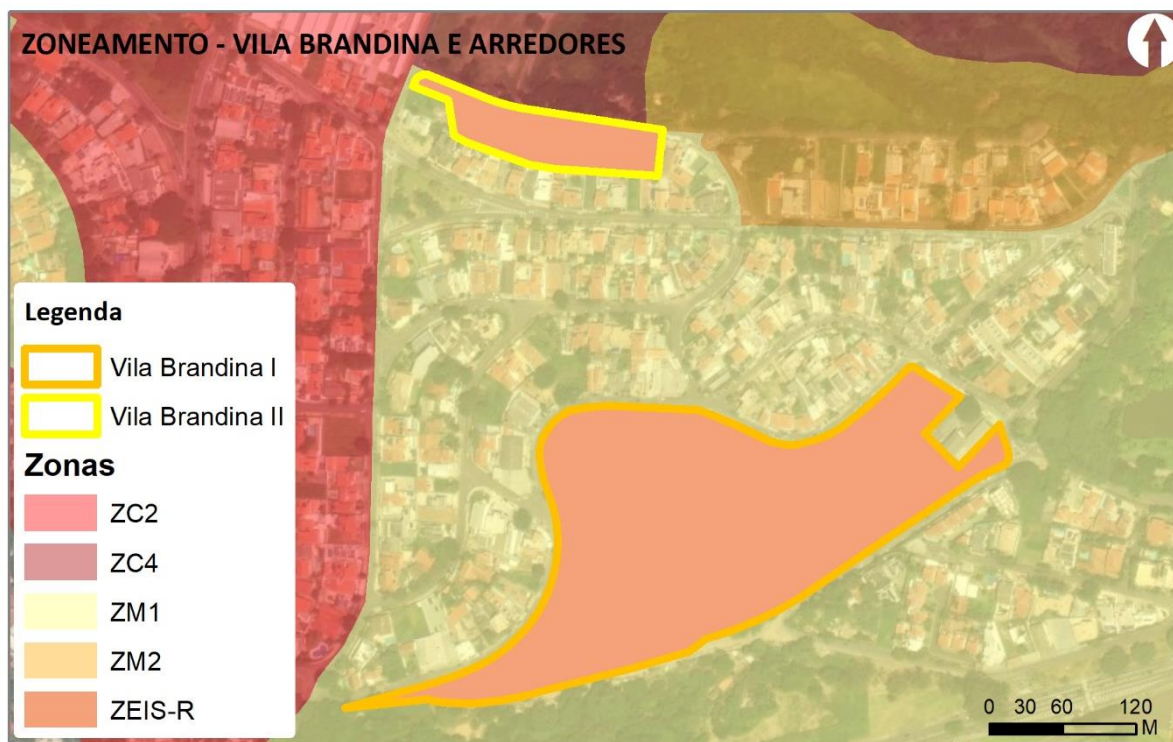 ZONEAMENTO - VILA BRANDINA E ARREDORES
Legenda
Vila Brandina I
Vila Brandina II
Zonas
ZC2
ZC4
ZM1
ZM2
ZEIS-R
0 30 60 120
M